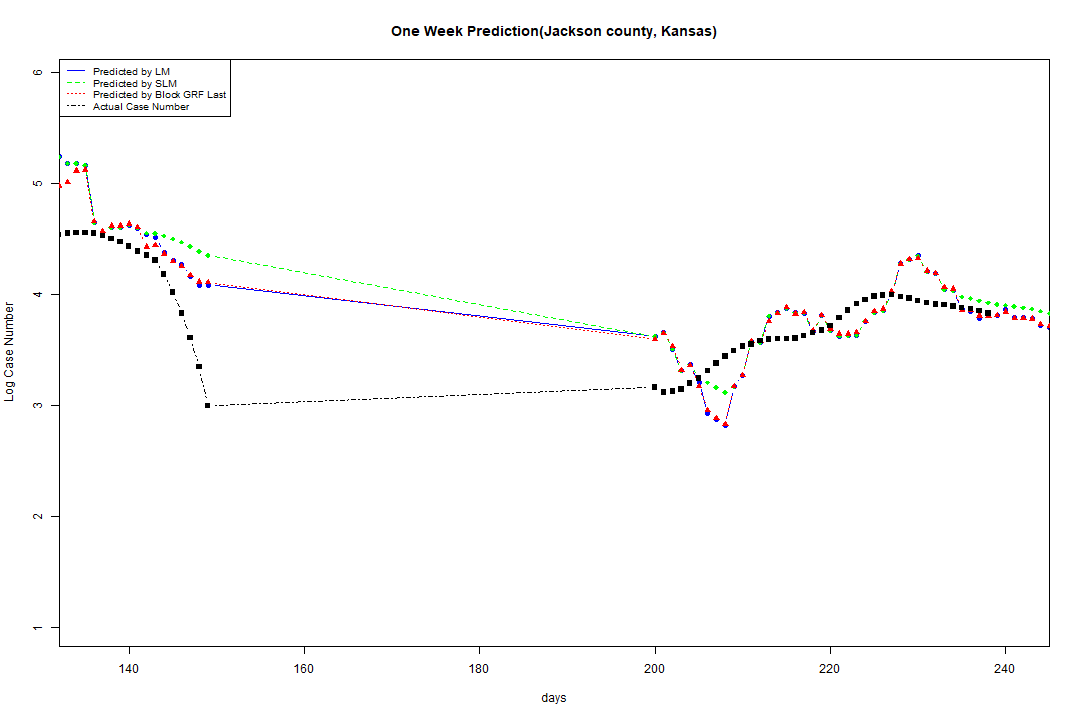 One Week Prediction(Jackson county, Kansas)
Predicted by LM
Predicted by SLM
Predicted by Block GRF Last
Actual Case Number
6
5
4
3
2
1
Log Case Number
140 160 180 200 220 240
days